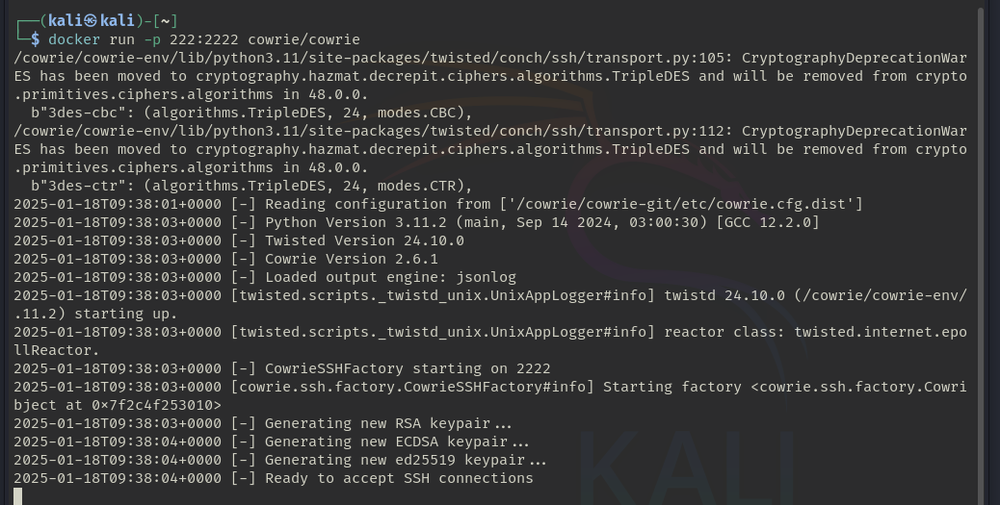 ┌──(kali㉿kali)-[~]
└─$ docker run -p 222:2222 cowrie/cowrie
/cowrie/cowrie-env/lib/python3.11/site-packages/twisted/conch/ssh/transport.py:105: CryptographyDeprecationWar
ES has been moved to cryptography.hazmat.decrepit.ciphers.algorithms.TripleDES and will be removed from crypto
.primitives.ciphers.algorithms in 48.0.0.
  b"3des-cbc": (algorithms.TripleDES, 24, modes.CBC),
/cowrie/cowrie-env/lib/python3.11/site-packages/twisted/conch/ssh/transport.py:112: CryptographyDeprecationWar
ES has been moved to cryptography.hazmat.decrepit.ciphers.algorithms.TripleDES and will be removed from crypto
.primitives.ciphers.algorithms in 48.0.0.
  b"3des-ctr": (algorithms.TripleDES, 24, modes.CTR),
2025-01-18T09:38:01+0000 [-] Reading configuration from ['/cowrie/cowrie-git/etc/cowrie.cfg.dist']
2025-01-18T09:38:03+0000 [-] Python Version 3.11.2 (main, Sep 14 2024, 03:00:30) [GCC 12.2.0]
2025-01-18T09:38:03+0000 [-] Twisted Version 24.10.0
2025-01-18T09:38:03+0000 [-] Cowrie Version 2.6.1
2025-01-18T09:38:03+0000 [-] Loaded output engine: jsonlog
2025-01-18T09:38:03+0000 [twisted.scripts._twistd_unix.UnixAppLogger#info] twistd 24.10.0 (/cowrie/cowrie-env/
.11.2) starting up.
2025-01-18T09:38:03+0000 [twisted.scripts._twistd_unix.UnixAppLogger#info] reactor class: twisted.internet.epo
llReactor.
2025-01-18T09:38:03+0000 [-] CowrieSSHFactory starting on 2222
2025-01-18T09:38:03+0000 [cowrie.ssh.factory.CowrieSSHFactory#info] Starting factory <cowrie.ssh.factory.Cowri
bject at 0x7f2c4f253010>
2025-01-18T09:38:03+0000 [-] Generating new RSA keypair...
2025-01-18T09:38:04+0000 [-] Generating new ECDSA keypair...
2025-01-18T09:38:04+0000 [-] Generating new ed25519 keypair...
2025-01-18T09:38:04+0000 [-] Ready to accept SSH connections
KALI